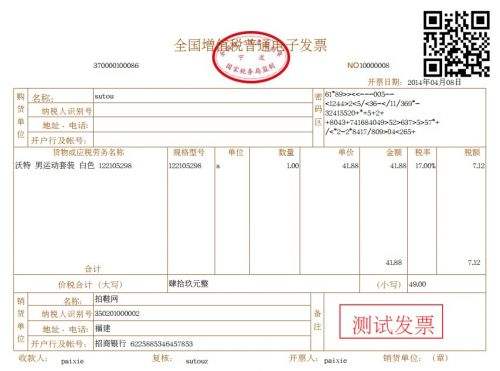 全国增值税普通电子发票
宁波
国家税务局监制
370000100086
NO10000008
开票日期：2014年04月08日
购货单位
名称：
sutou
纳税人识别号
地址、电话：
开户行及帐号：
密码区
61*89>><<---005--
<1244>2<5/<36-</11/369*-
32415520+*=5+2+
+8043+741684049>52>637>5>57*+
/<*2-2*8417/809>04<265+
货物或应税劳务名称 规格型号 单位 数量 单价 金额 税率 税额
沃特 男运动套装 白色 122105298 122105298 a 1.00 41.88 41.88 17.00% 7.12
合计 41.88 7.12
价税合计（大写） 肆拾玖元整 （小写） 49.00
销货单位
名称：
拍鞋网
纳税人识别号
350201000002
地址、电话：
福建
开户行及帐号：
招商银行 6225885346457853
备注
测试发票
收款人： paixie 复核： sutouz 开票人： paixie 销货单位：（章）